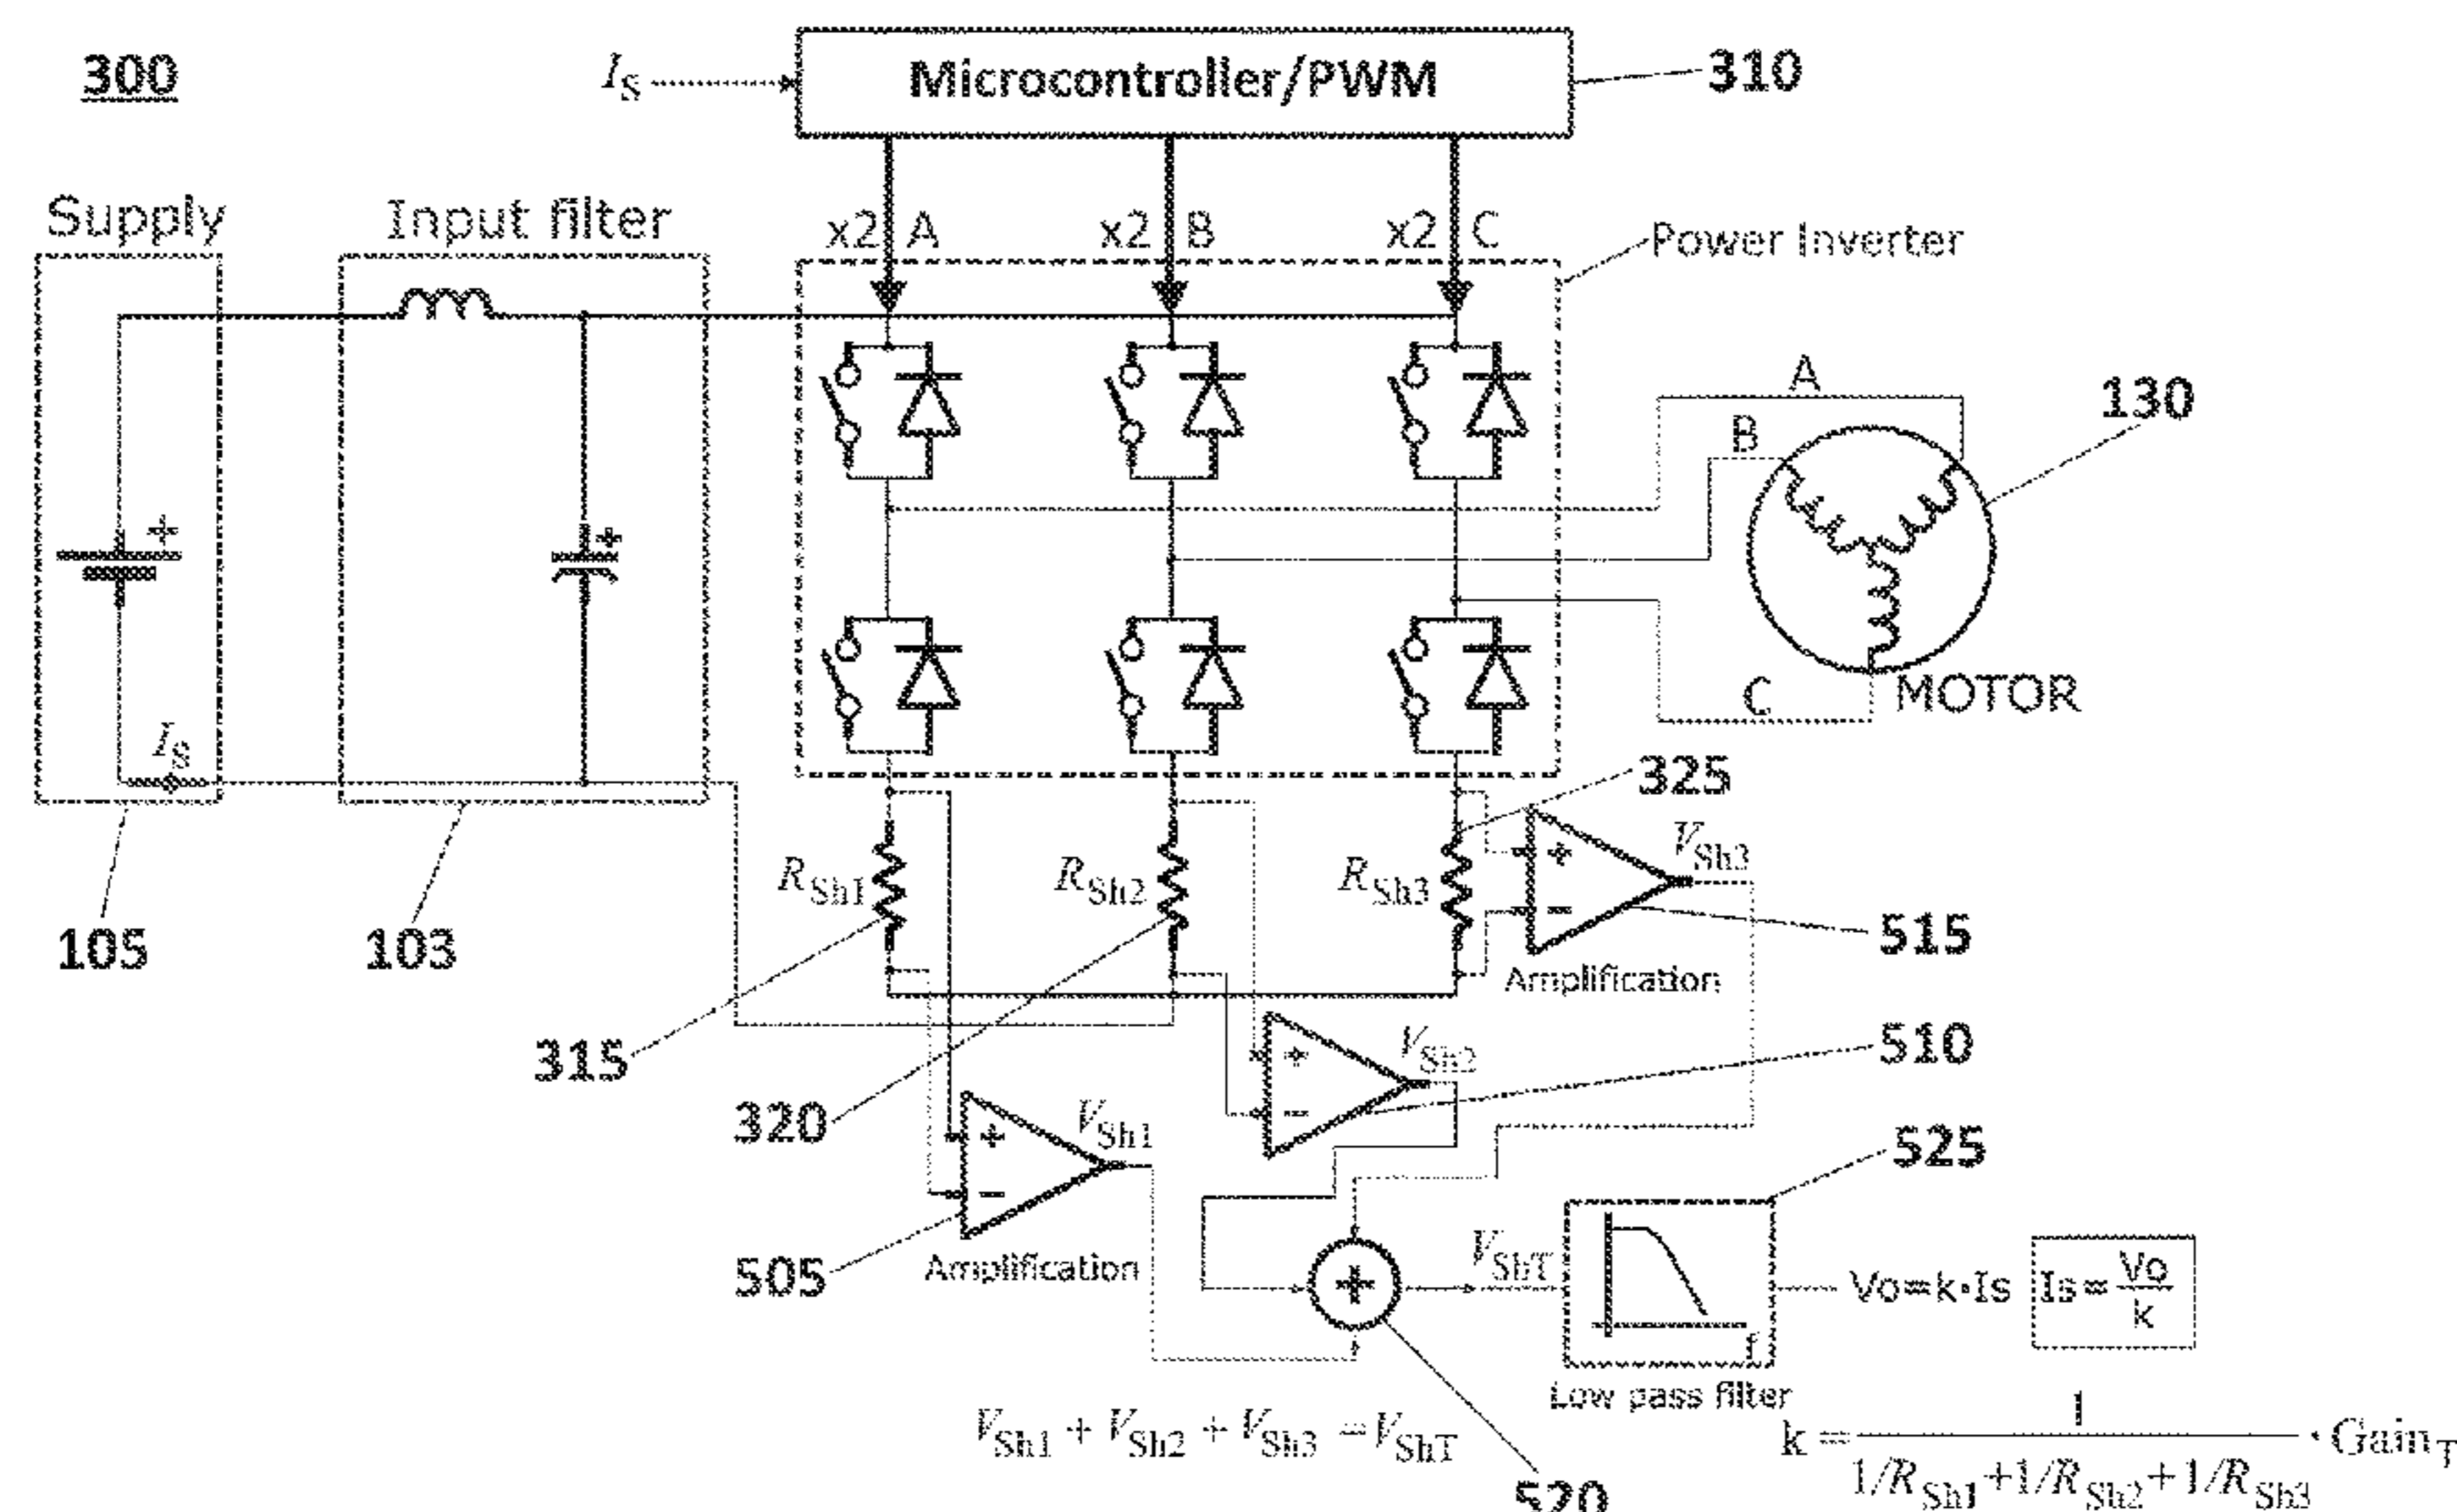 300
I_S
Microcontroller/PWM
310
x2 A
x2 B
x2 C
Supply
Input filter
Power Inverter
A
B
130
C
MOTOR
I_S
325
R_Sh1
R_Sh2
R_Sh3
+
−
V_Sh3
105
103
515
Amplification
315
+
−
V_Sh2
510
320
+
−
V_Sh1
525
505
Amplification
+
V_ShT
f
Vo=k·Is
Is=Vo/k
Low pass filter
V_Sh1 + V_Sh2 + V_Sh3 = V_ShT
k = 1/(1/R_Sh1+1/R_Sh2+1/R_Sh3) · Gain_T
520